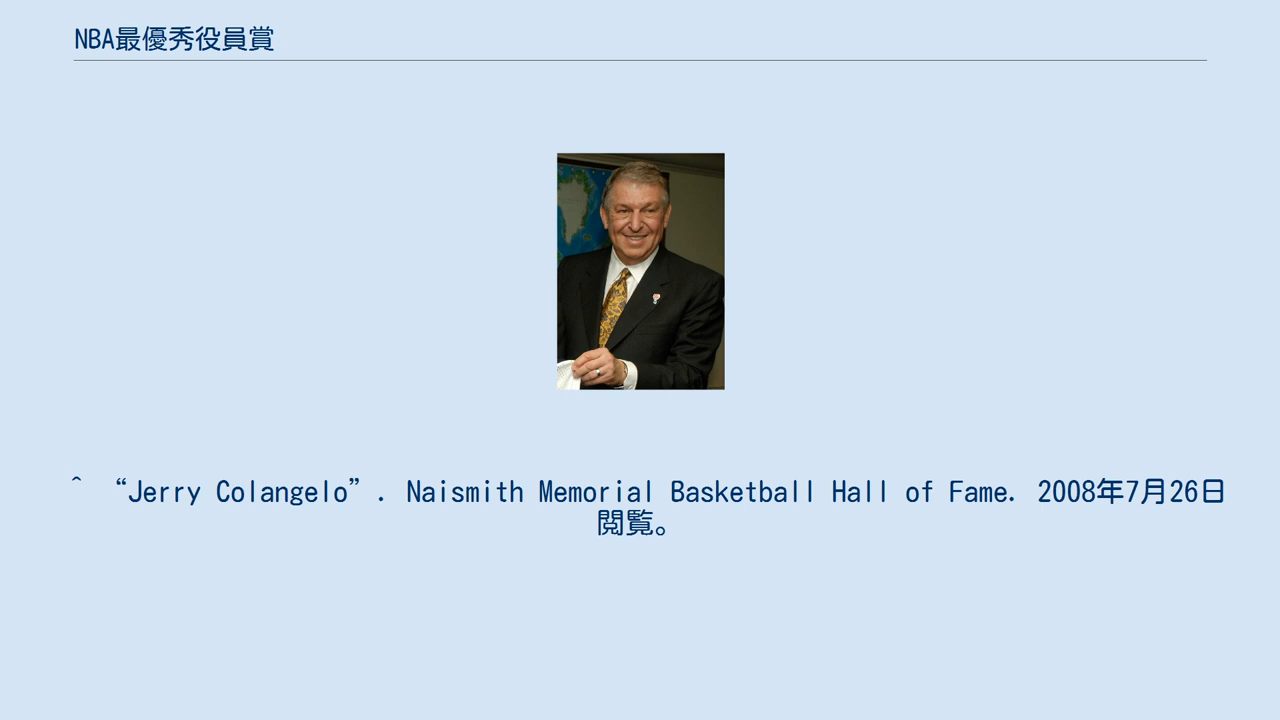 NBA最優秀役員賞
^ “Jerry Colangelo”. Naismith Memorial Basketball Hall of Fame. 2008年7月26日
閲覧。